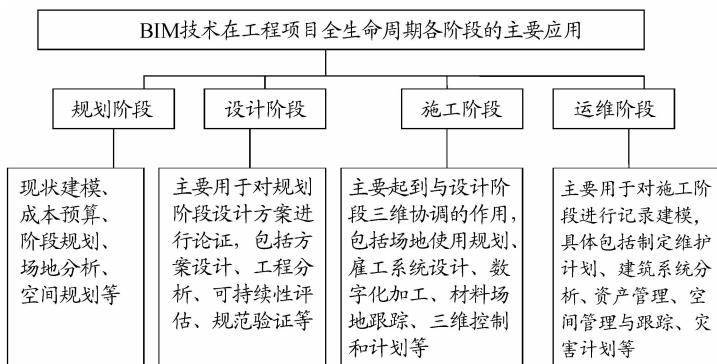 BIM技术在工程项目全生命周期各阶段的主要应用
规划阶段
设计阶段
施工阶段
运维阶段
现状建模、
成本预算、
阶段规划、
场地分析、
空间规划等
主要用于对规划
阶段设计方案进
行论证，包括方
案设计、工程分
析、可持续性评
估、规范验证等
主要起到与设计阶
段三维协调的作用，
包括场地使用规划、
雇工系统设计、数
字化加工、材料场
地跟踪、三维控制
和计划等
主要用于对施工阶
段进行记录建模，
具体包括制定维护
计划、建筑系统分
析、资产管理、空
间管理与跟踪、灾
害计划等